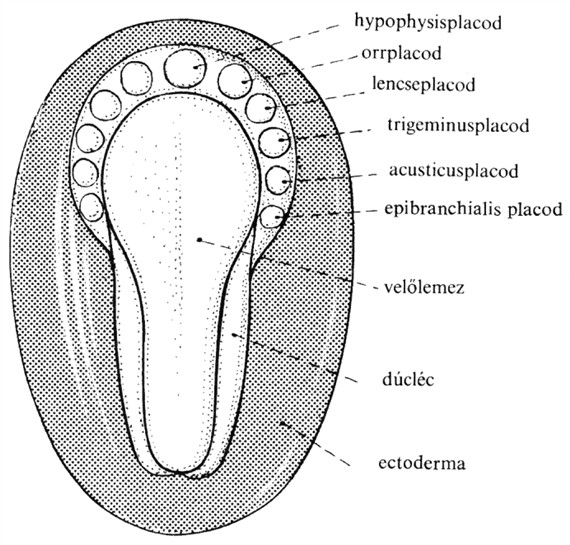 hypophysisplacod
orrplacod
lencseplacod
trigeminusplacod
acusticusplacod
epibranchialis placod
velőlemez
dúcléc
ectoderma